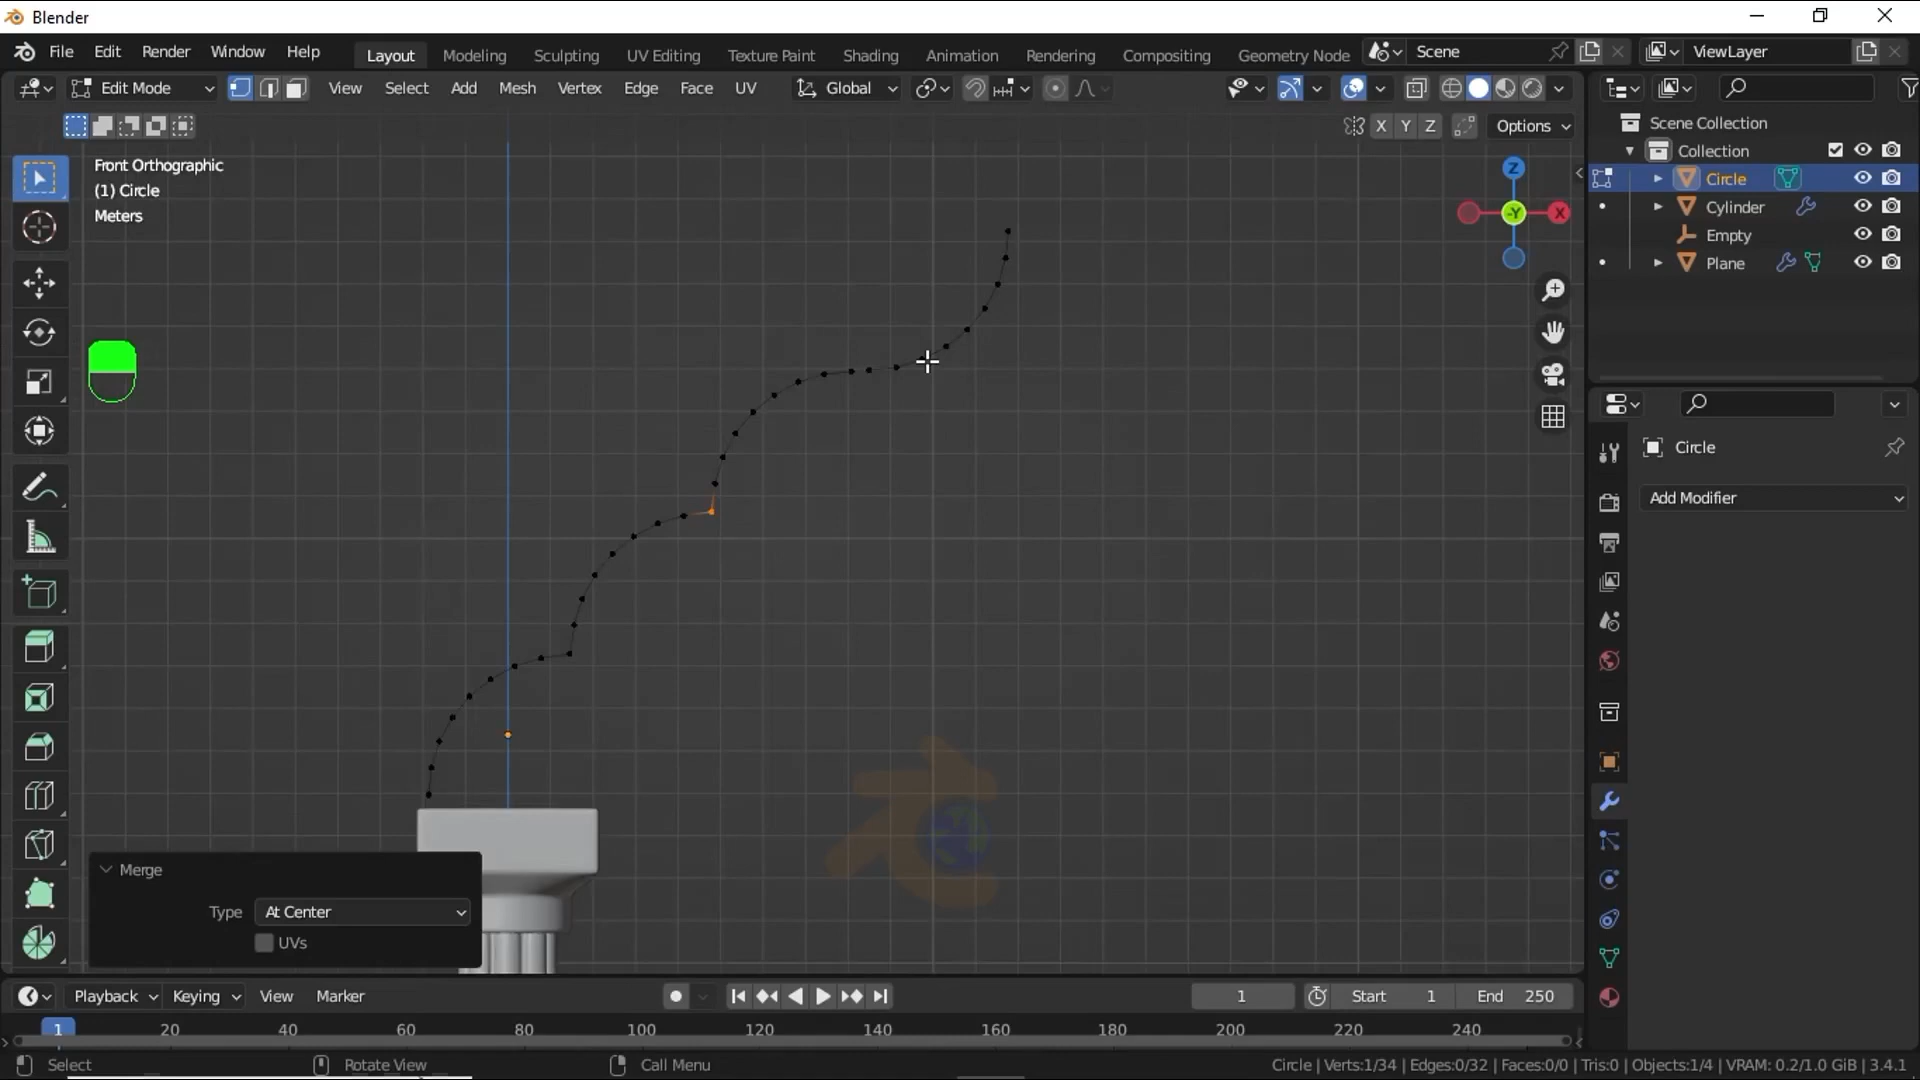 Blender
File Edit Render Window Help Layout Modeling Sculpting UV Editing Texture Paint Shading Animation Rendering Compositing Geometry Node Scene ViewLayer
Edit Mode View Select Add Mesh Vertex Edge Face UV Global
X Y Z Options
Front Orthographic
(1) Circle
Meters
Z
-Y X
Scene Collection
Collection
Circle
Cylinder
Empty
Plane
Circle
Add Modifier
Merge
Type At Center
UVs
Playback Keying View Marker 1 Start 1 End 250
1 20 40 60 80 100 120 140 160 180 200 220 240
Select Rotate View Call Menu Circle | Verts:1/34 | Edges:0/32 | Faces:0/0 | Tris:0 | Objects:1/4 | VRAM: 0.2/1.0 GiB | 3.4.1